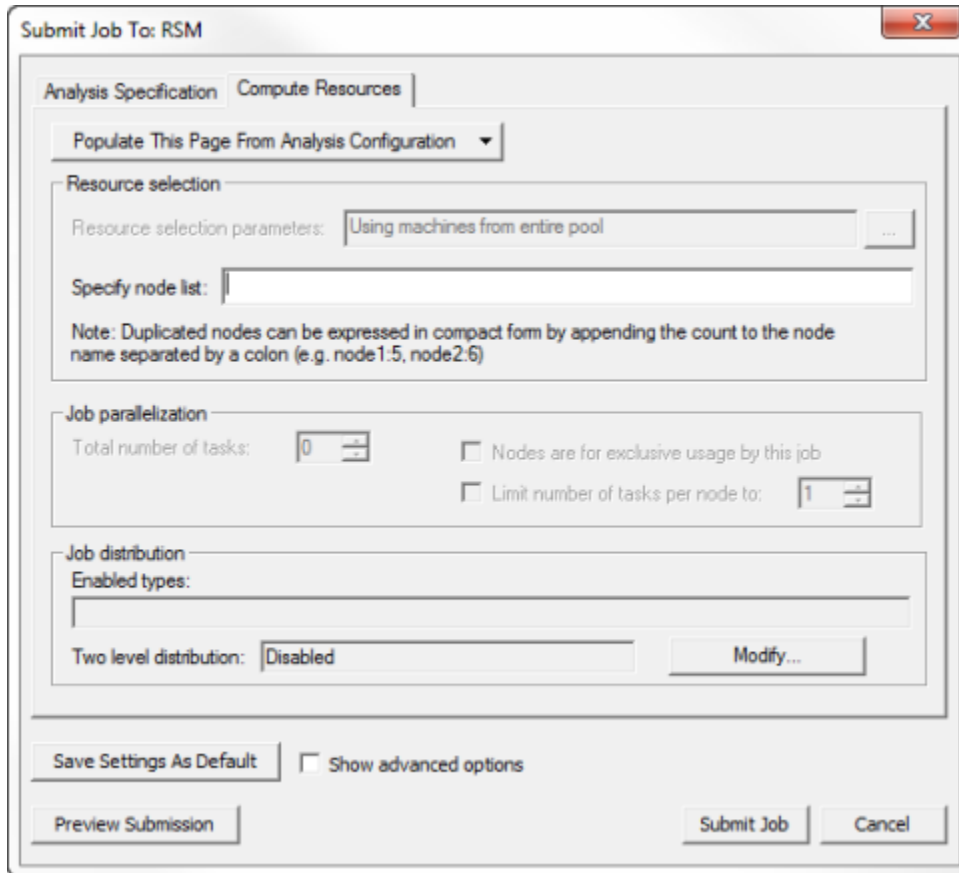 Submit Job To: RSM
Analysis Specification Compute Resources
Populate This Page From Analysis Configuration
Resource selection
Resource selection parameters: Using machines from entire pool ...
Specify node list:
Note: Duplicated nodes can be expressed in compact form by appending the count to the node
name separated by a colon (e.g. node1:5, node2:6)
Job parallelization
Total number of tasks: 0 Nodes are for exclusive usage by this job
Limit number of tasks per node to: 1
Job distribution
Enabled types:
Two level distribution: Disabled Modify...
Save Settings As Default Show advanced options
Preview Submission Submit Job Cancel